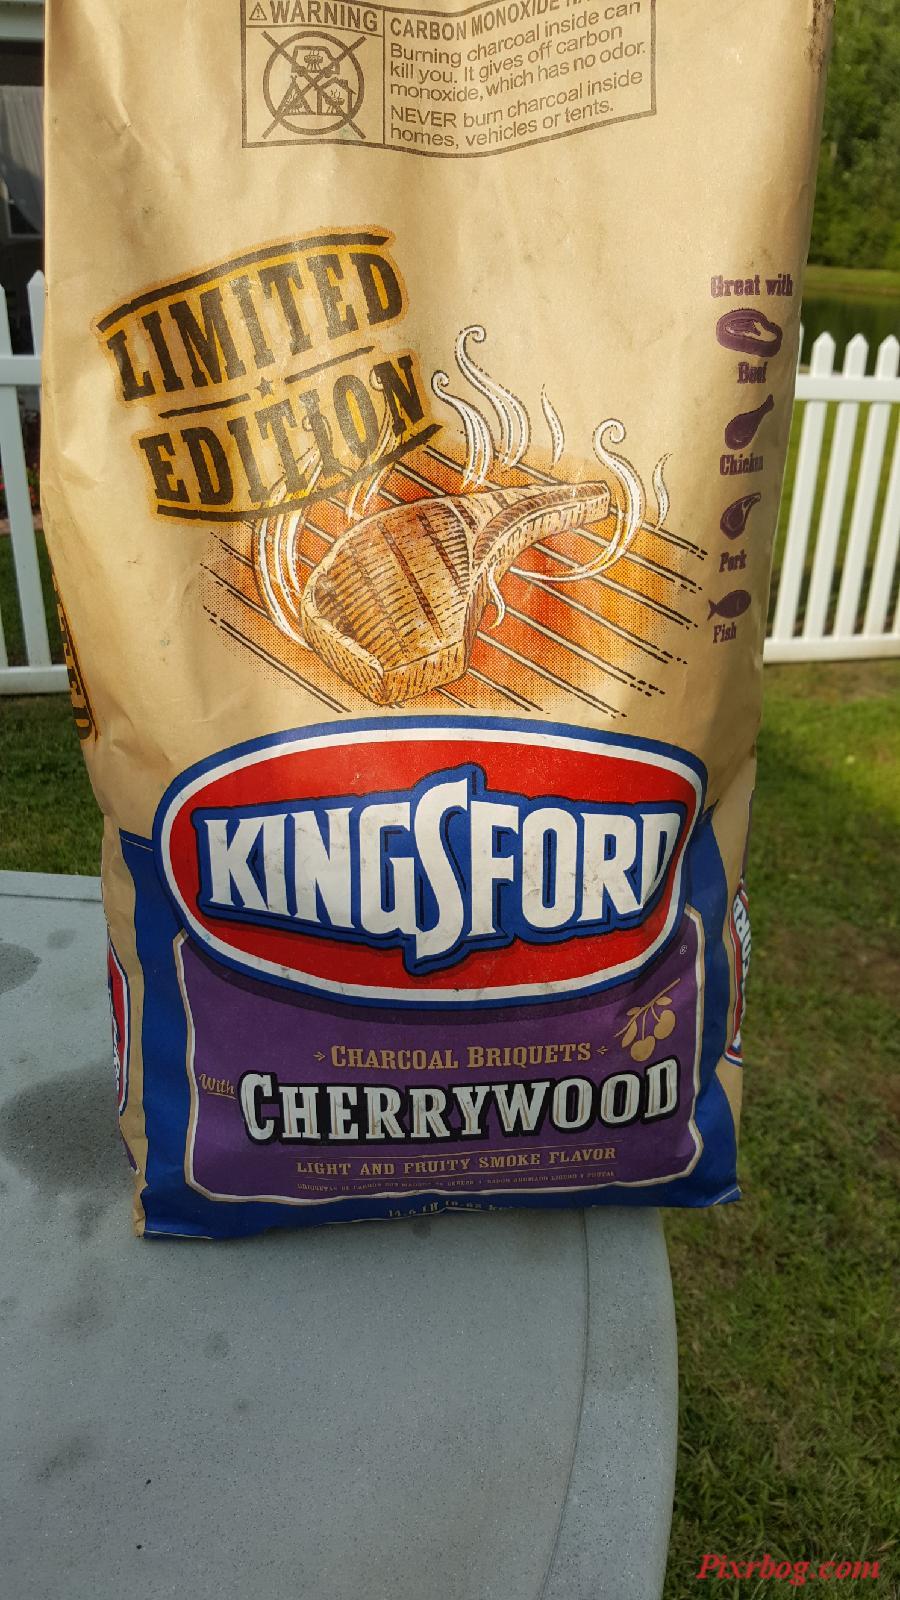 WARNING
CARBON MONOXIDE
Burning charcoal inside can
kill you. It gives off carbon
monoxide, which has no odor.
NEVER burn charcoal inside
homes, vehicles or tents.
LIMITED
EDITION
Great with
Beef
Chicken
Pork
Fish
KINGSFORD
®
CHARCOAL BRIQUETS
With
CHERRYWOOD
LIGHT AND FRUITY SMOKE FLAVOR
Pixrbog.com